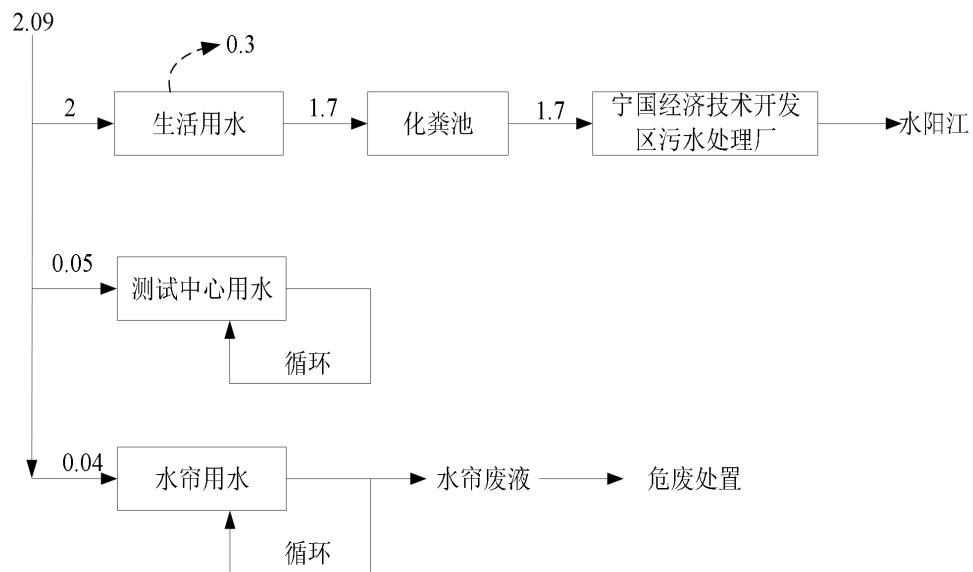 2.09
0.3
2
生活用水
1.7
化粪池
1.7
宁国经济技术开发
区污水处理厂
水阳江
0.05
测试中心用水
循环
0.04
水帘用水
水帘废液
危废处置
循环